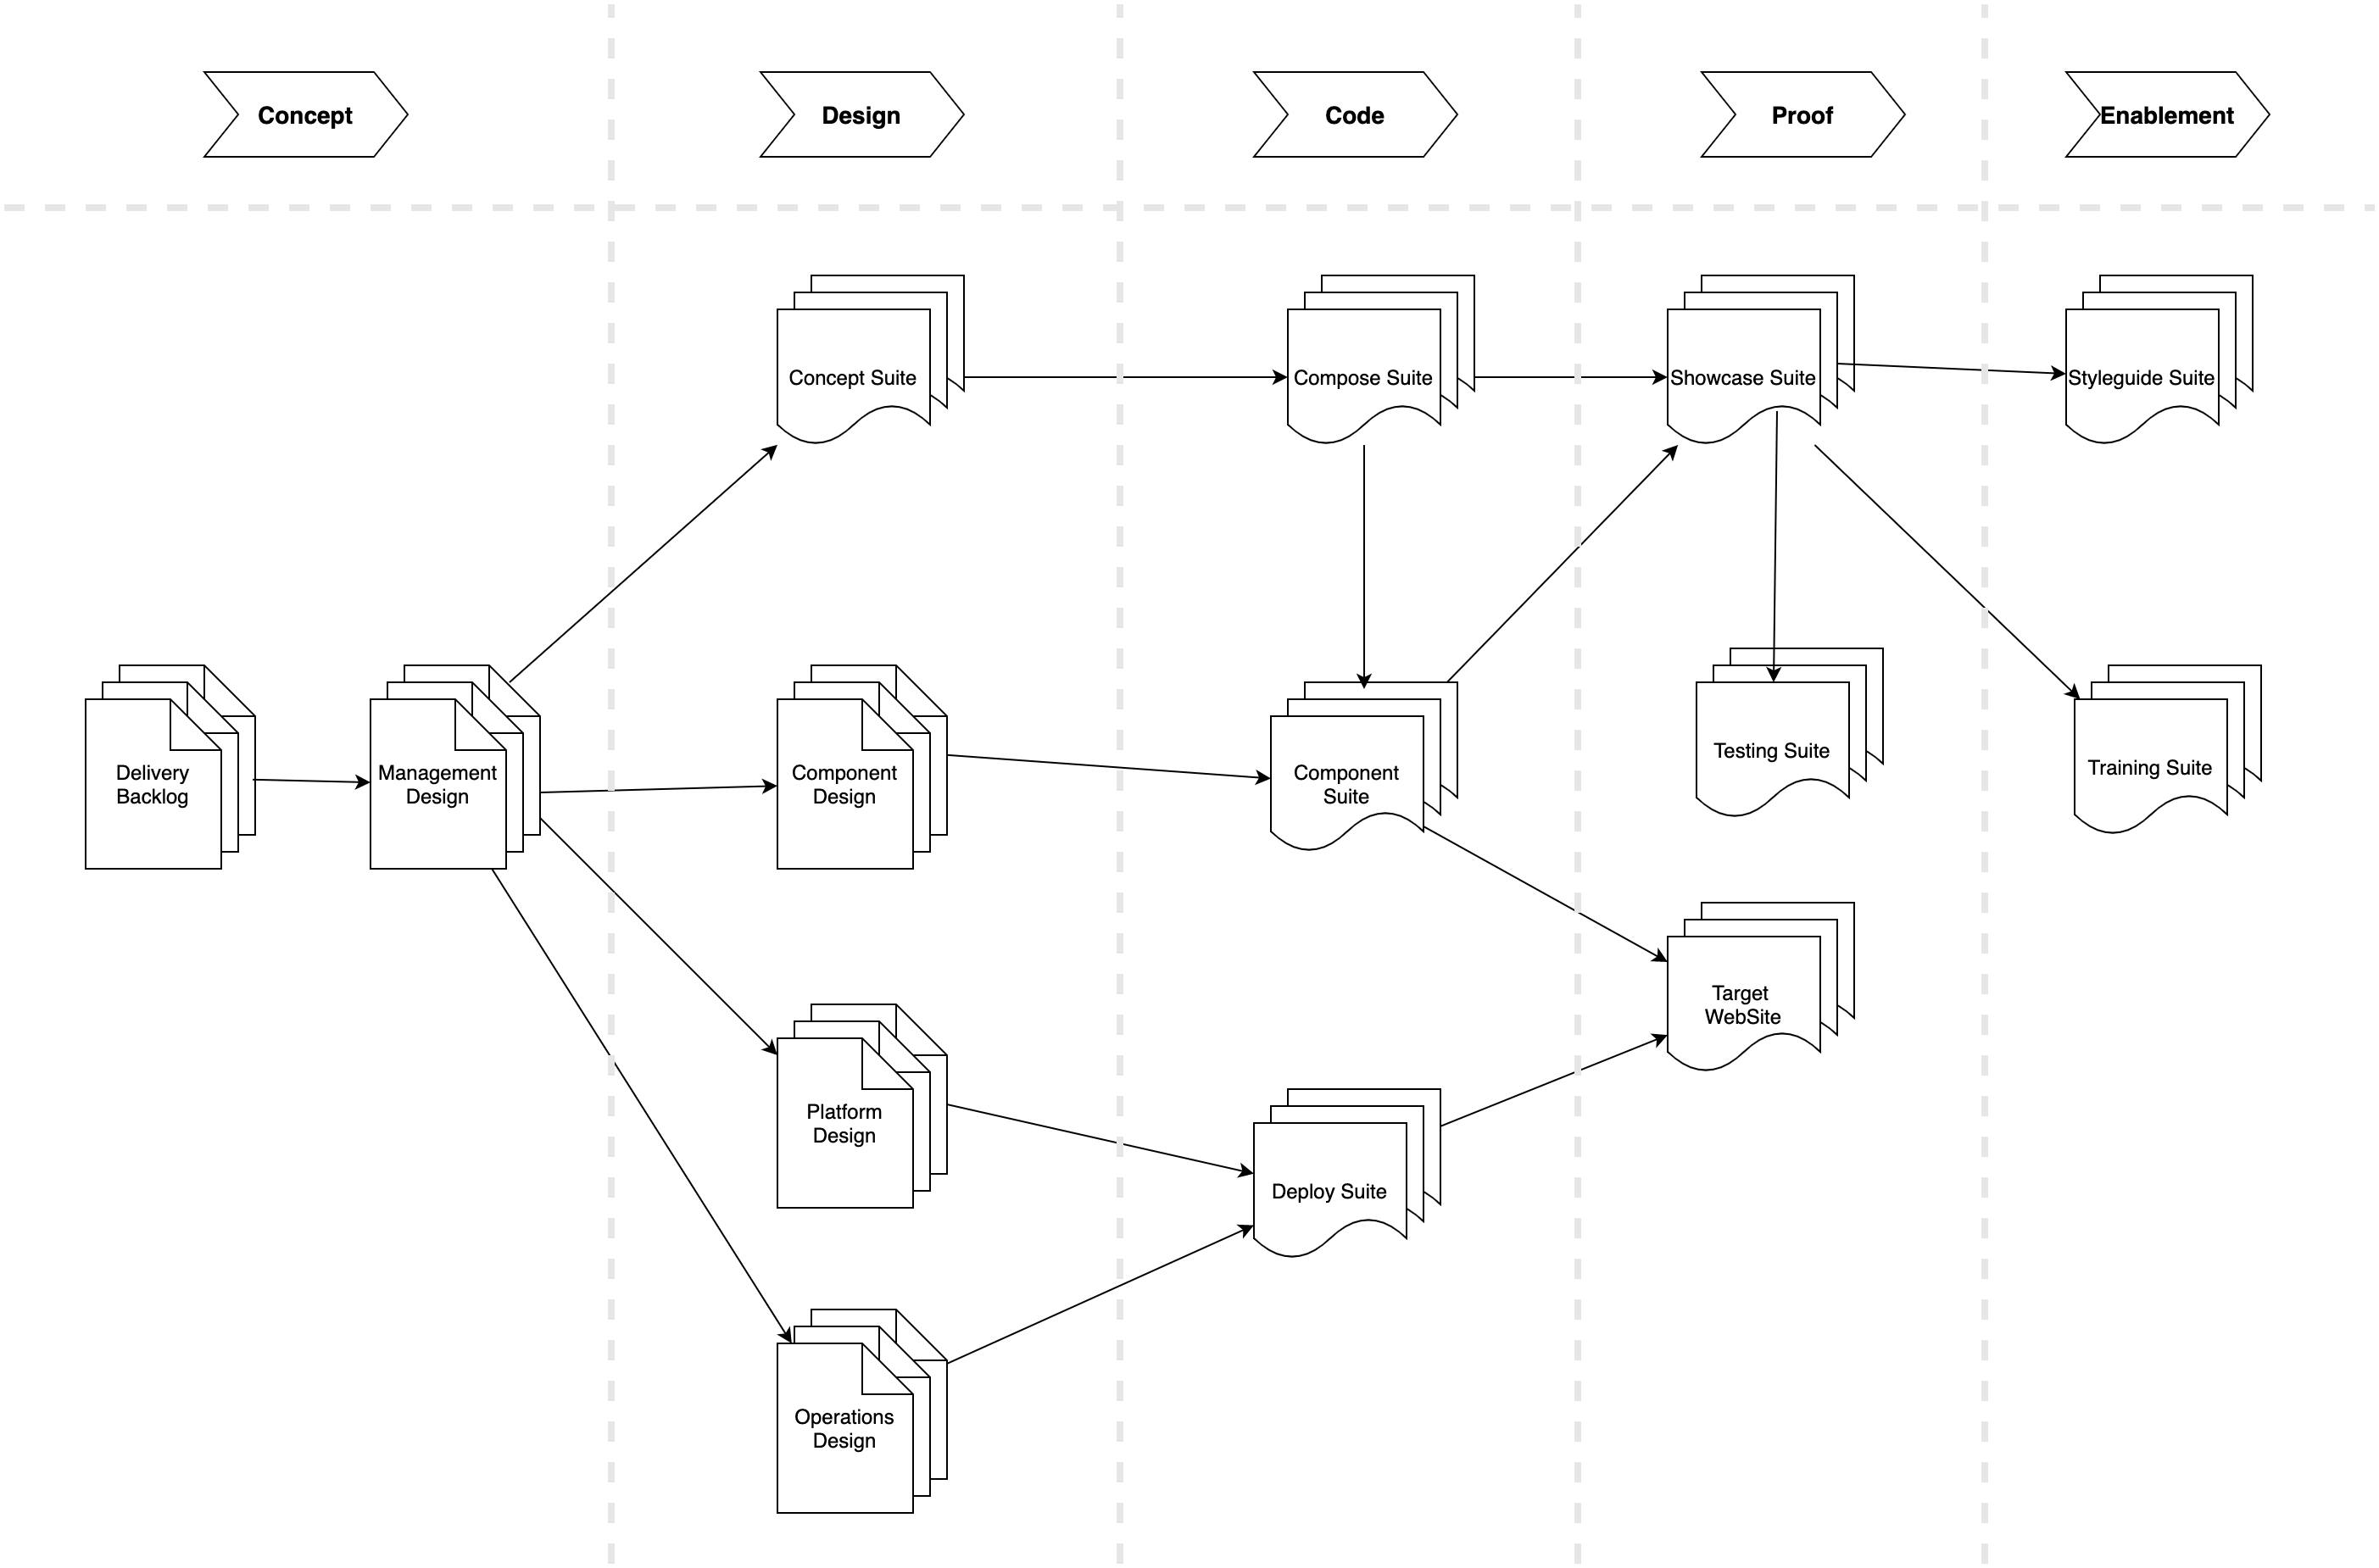 Concept
Design
Code
Proof
Enablement
Concept Suite
Compose Suite
Showcase Suite
Styleguide Suite
Delivery
Backlog
Management
Design
Component
Design
Component
Suite
Testing Suite
Training Suite
Target
WebSite
Platform
Design
Deploy Suite
Operations
Design